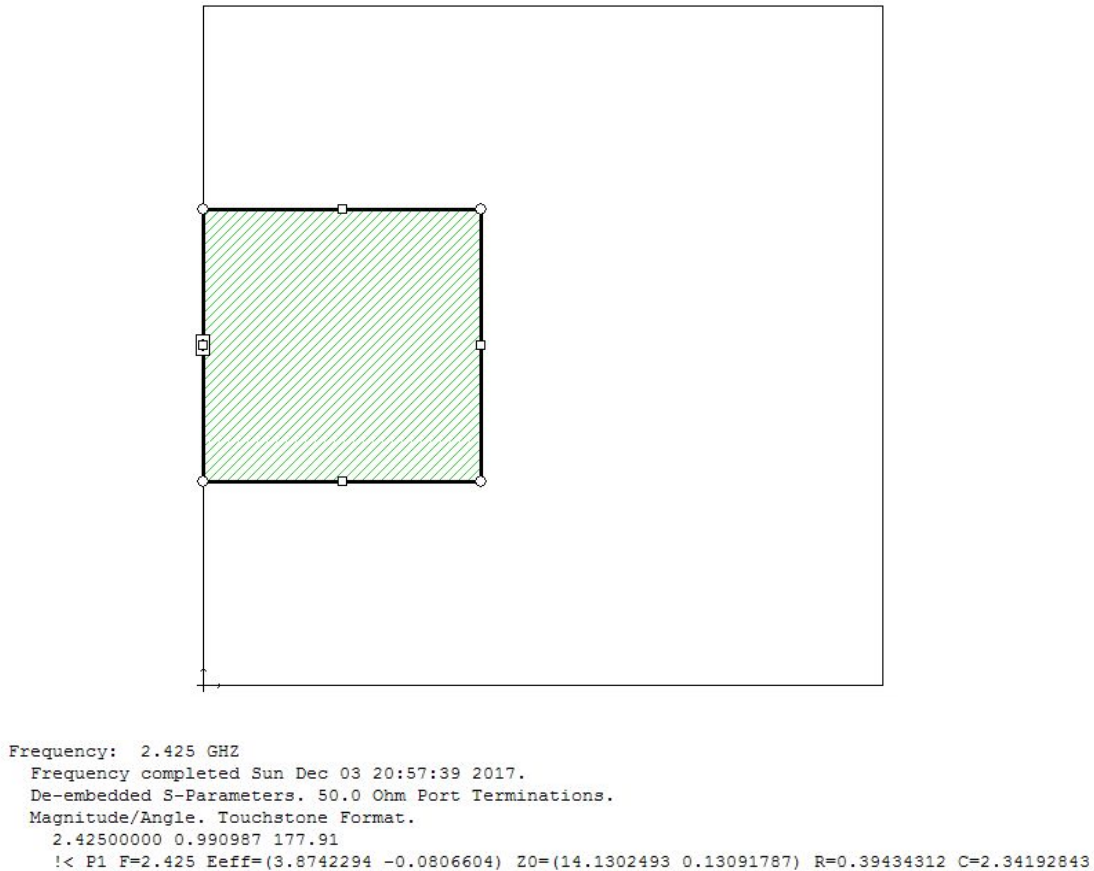 Frequency:  2.425 GHZ
Frequency completed Sun Dec 03 20:57:39 2017.
De-embedded S-Parameters. 50.0 Ohm Port Terminations.
Magnitude/Angle. Touchstone Format.
2.42500000 0.990987 177.91
!< P1 F=2.425 Eeff=(3.8742294 -0.0806604) Z0=(14.1302493 0.13091787) R=0.39434312 C=2.34192843